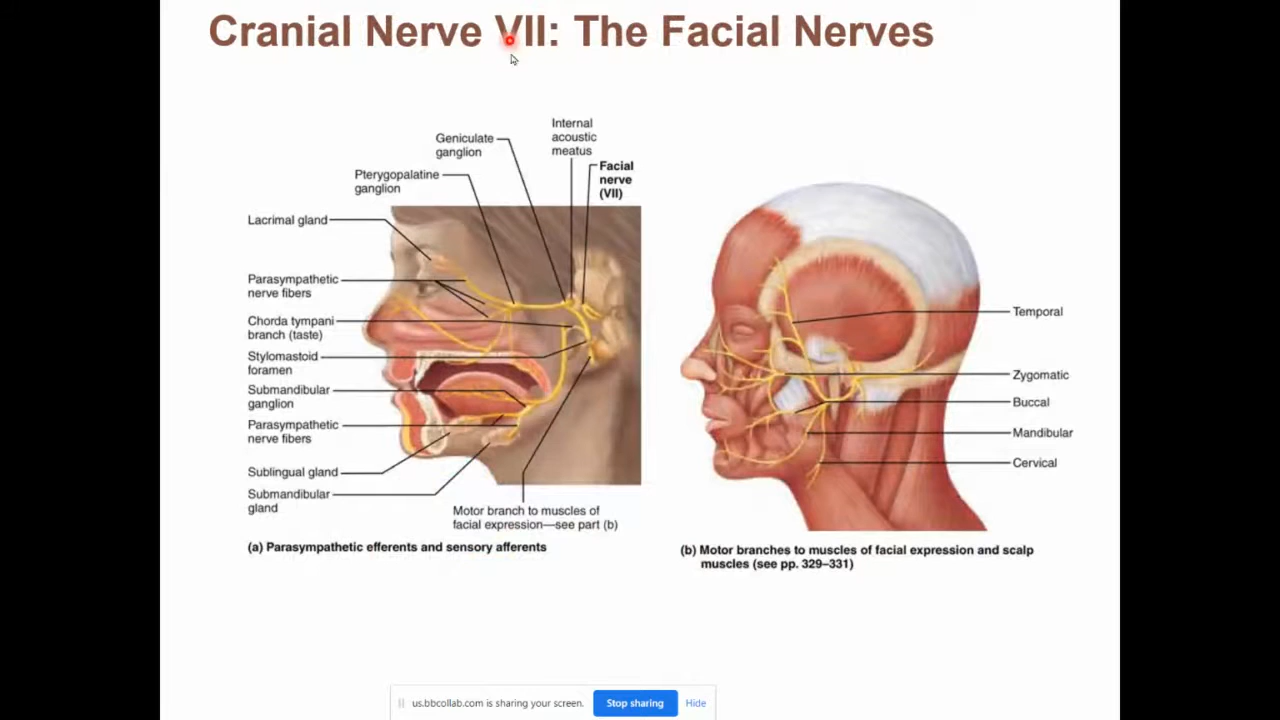 Cranial Nerve VII: The Facial Nerves
Internal
acoustic
meatus
Geniculate
ganglion
Facial
nerve
(VII)
Pterygopalatine
ganglion
Lacrimal gland
Parasympathetic
nerve fibers
Chorda tympani
branch (taste)
Stylomastoid
foramen
Submandibular
ganglion
Parasympathetic
nerve fibers
Sublingual gland
Submandibular
gland
Motor branch to muscles of
facial expression—see part (b)
(a) Parasympathetic efferents and sensory afferents
Temporal
Zygomatic
Buccal
Mandibular
Cervical
(b) Motor branches to muscles of facial expression and scalp
muscles (see pp. 329–331)
us.bbcollab.com is sharing your screen.
Stop sharing
Hide